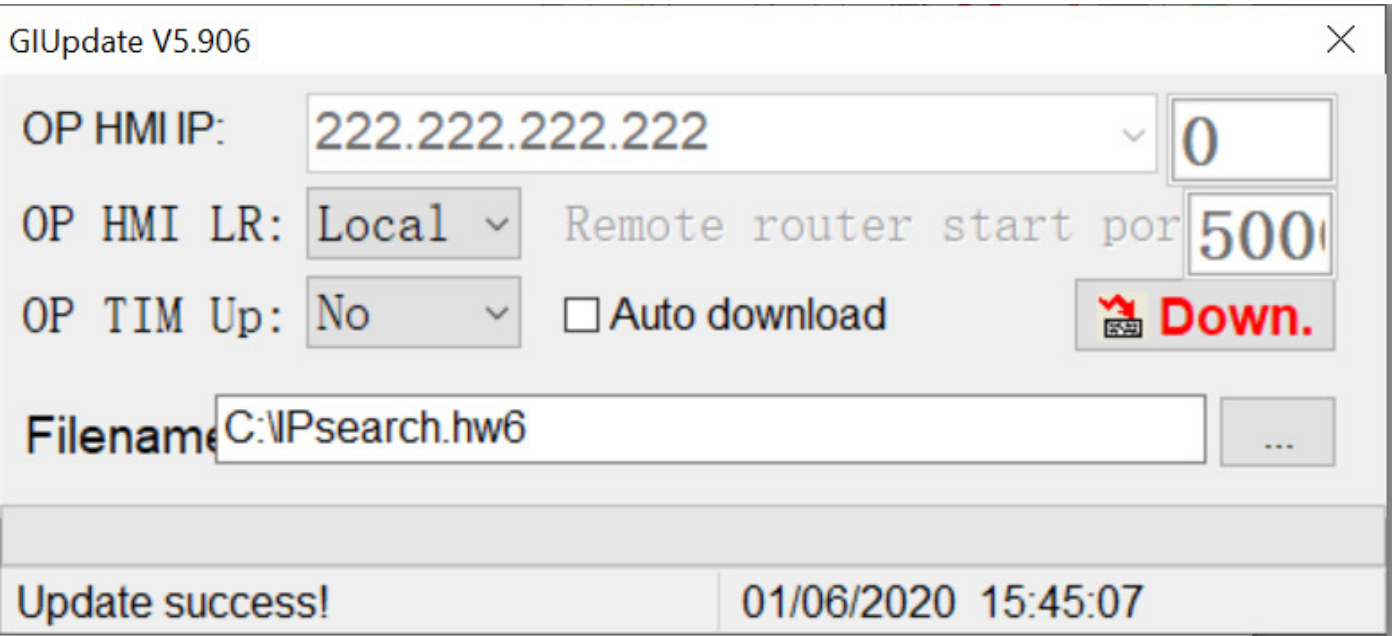 GIUpdate V5.906
OP HMI IP: 222.222.222.222 0
OP HMI LR: Local Remote router start por 500
OP TIM Up: No Auto download Down.
Filename C:\IPsearch.hw6 ...
Update success! 01/06/2020 15:45:07